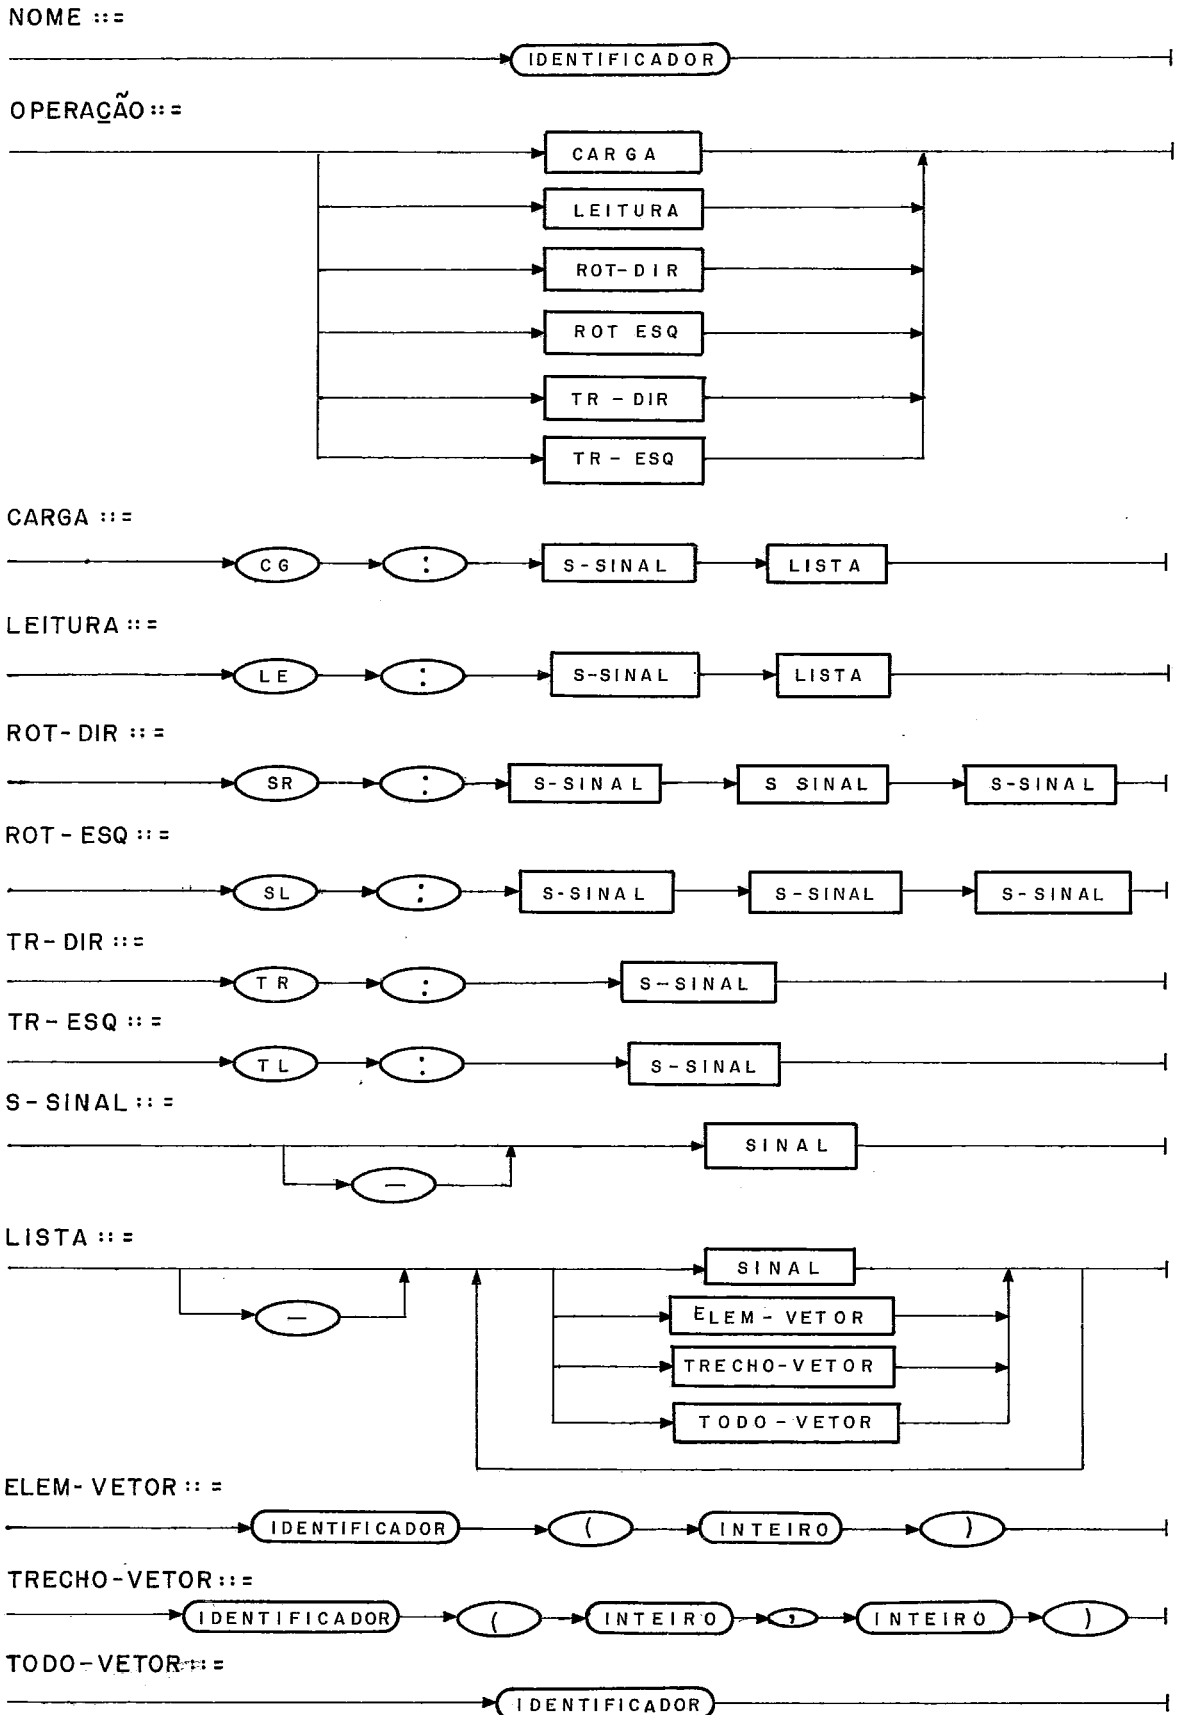 NOME ::=
IDENTIFICADOR
OPERAÇÃO ::=
CARGA
LEITURA
ROT-DIR
ROT ESQ
TR - DIR
TR - ESQ
CARGA ::=
CG : S-SINAL LISTA
LEITURA ::=
LE : S-SINAL LISTA
ROT-DIR ::=
SR : S-SINAL S SINAL S-SINAL
ROT - ESQ ::=
SL : S-SINAL S-SINAL S-SINAL
TR-DIR ::=
TR : S-SINAL
TR-ESQ ::=
TL : S-SINAL
S-SINAL ::=
SINAL
—
LISTA ::=
SINAL
—
ELEM - VETOR
TRECHO-VETOR
TODO - VETOR
ELEM- VETOR ::=
IDENTIFICADOR ( INTEIRO )
TRECHO-VETOR ::=
IDENTIFICADOR ( INTEIRO , INTEIRO )
TODO-VETOR ::=
IDENTIFICADOR